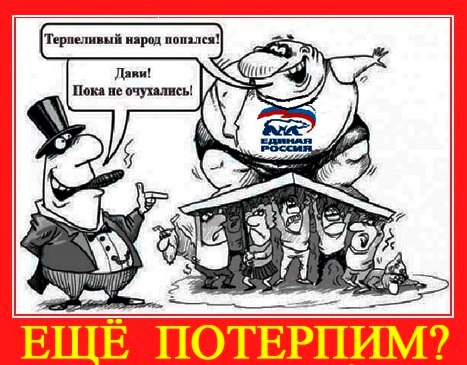 Терпеливый народ попался!
Дави!
Пока не очухались!
ЕДИНАЯ
РОССИЯ
ЕЩЁ ПОТЕРПИМ?